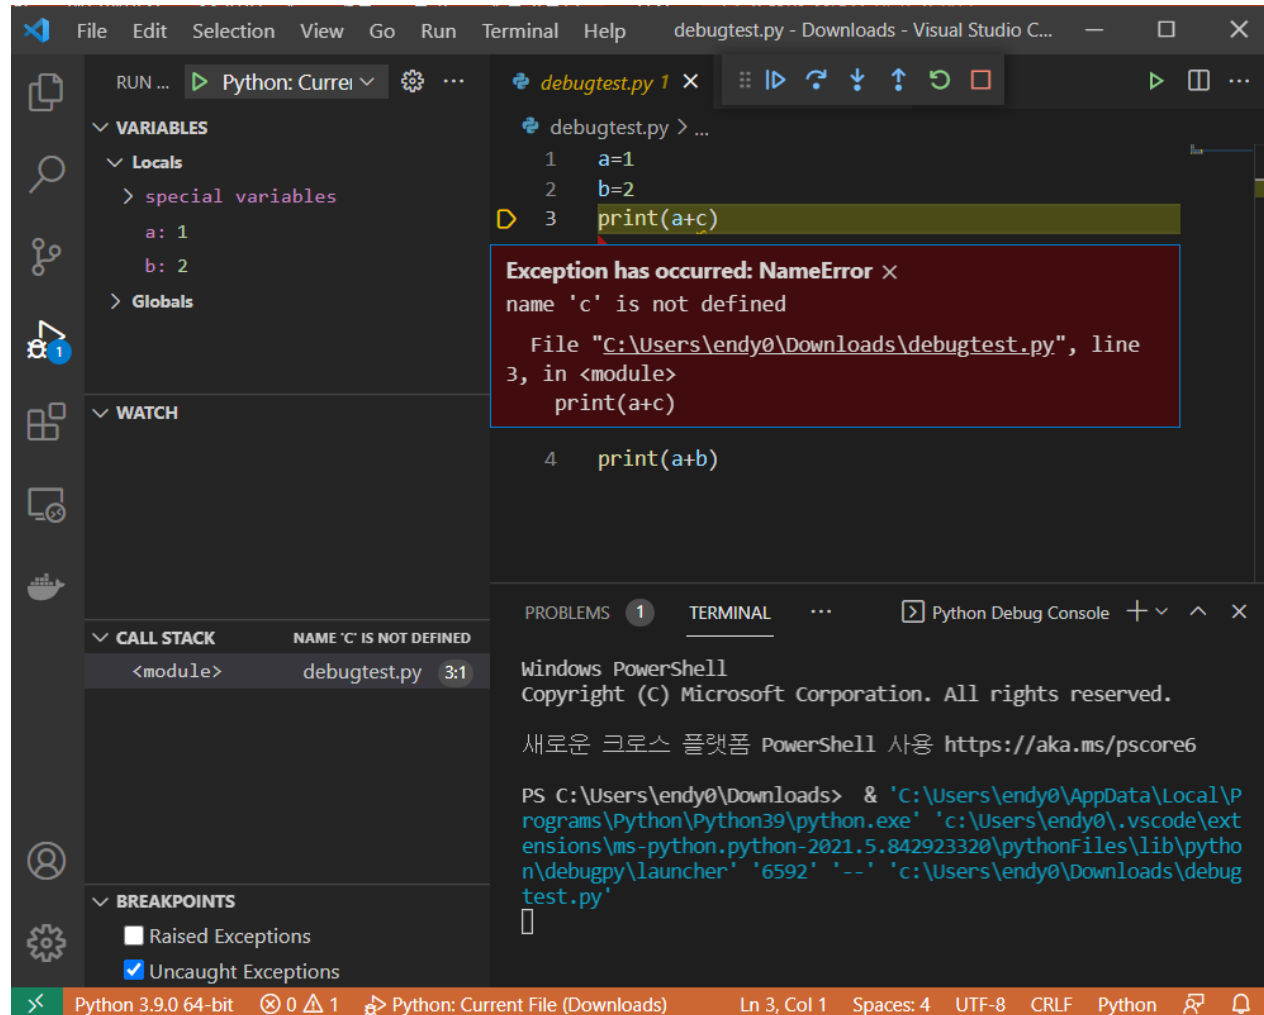 File Edit Selection View Go Run Terminal Help debugtest.py - Downloads - Visual Studio C...
RUN ... Python: Currei
VARIABLES
Locals
special variables
a: 1
b: 2
Globals
WATCH
CALL STACK NAME 'C' IS NOT DEFINED
<module> debugtest.py 3:1
BREAKPOINTS
Raised Exceptions
Uncaught Exceptions
debugtest.py 1
debugtest.py > ...
1 a=1
2 b=2
3 print(a+c)
Exception has occurred: NameError
name 'c' is not defined
File "C:\Users\endy0\Downloads\debugtest.py", line
3, in <module>
print(a+c)
4 print(a+b)
PROBLEMS 1 TERMINAL ... Python Debug Console
Windows PowerShell
Copyright (C) Microsoft Corporation. All rights reserved.
새로운 크로스 플랫폼 PowerShell 사용 https://aka.ms/pscore6
PS C:\Users\endy0\Downloads> & 'C:\Users\endy0\AppData\Local\P
rograms\Python\Python39\python.exe' 'c:\Users\endy0\.vscode\ext
ensions\ms-python.python-2021.5.842923320\pythonFiles\lib\pytho
n\debugpy\launcher' '6592' '--' 'c:\Users\endy0\Downloads\debug
test.py'
1
Python 3.9.0 64-bit 0 1 Python: Current File (Downloads) Ln 3, Col 1 Spaces: 4 UTF-8 CRLF Python